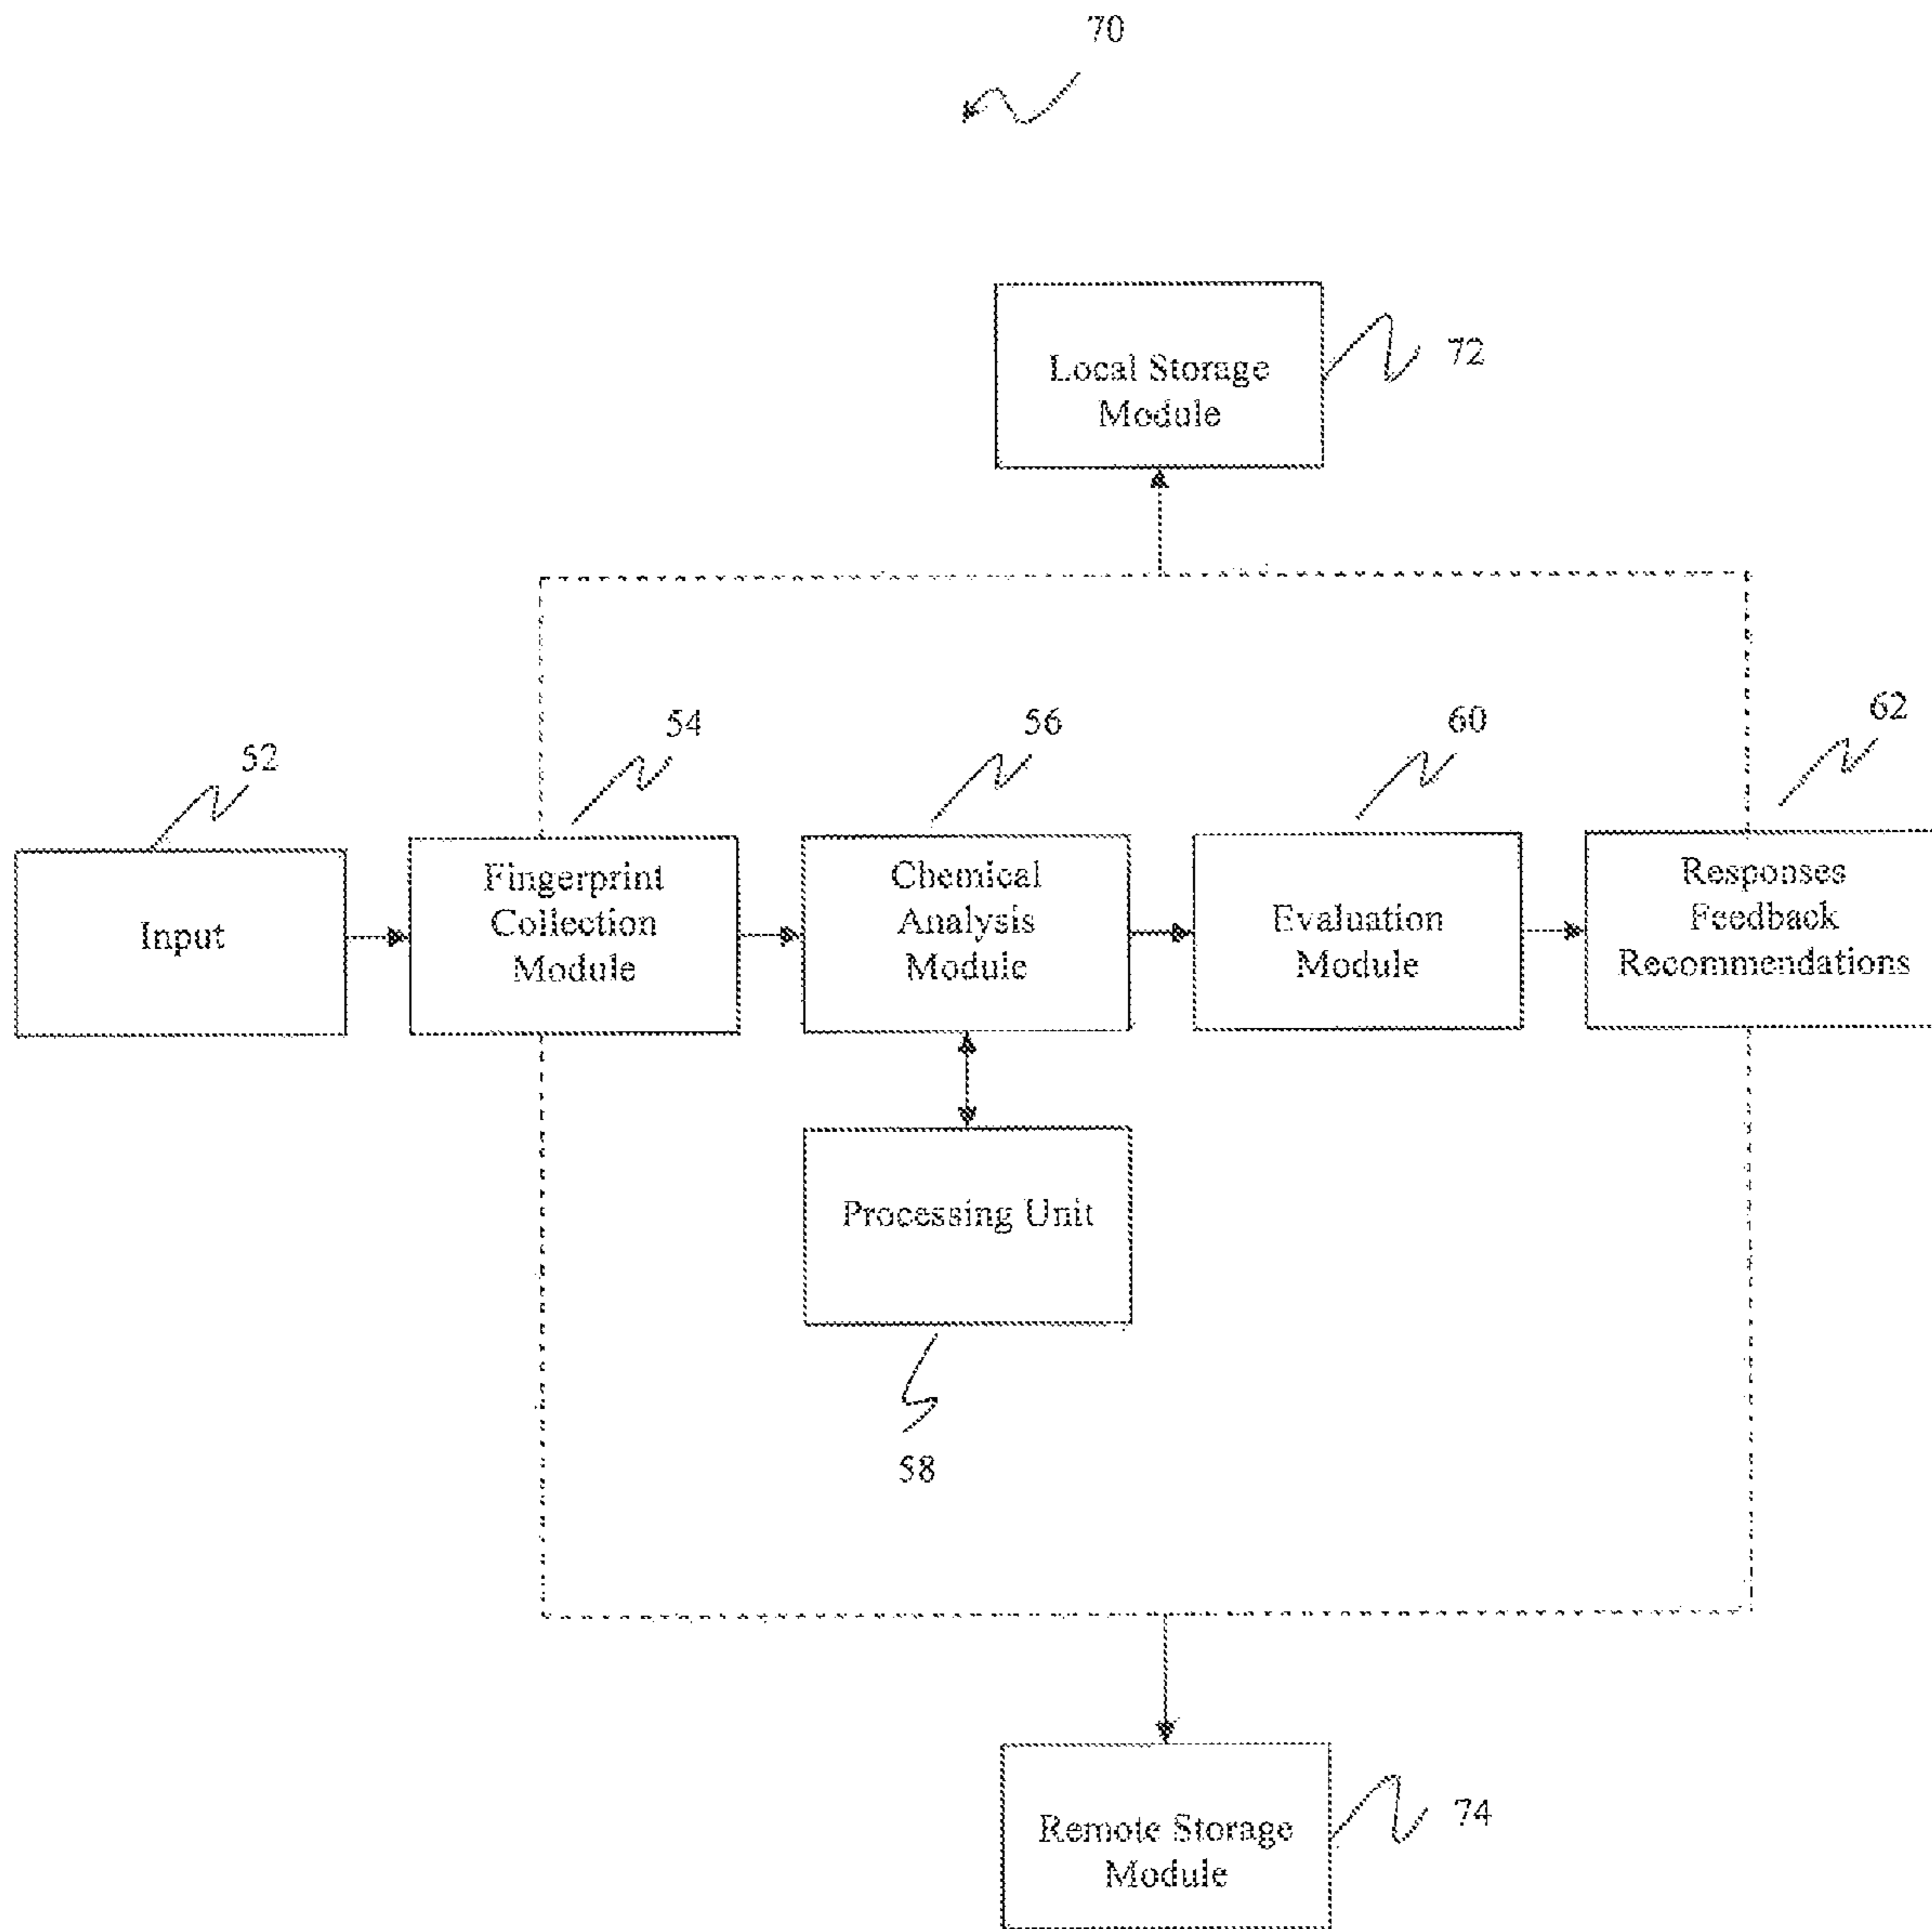 70
Local Storage
Module
72
52
54
56
60
62
Input
Fingerprint
Collection
Module
Chemical
Analysis
Module
Evaluation
Module
Responses
Feedback
Recommendations
Processing Unit
58
Remote Storage
Module
74